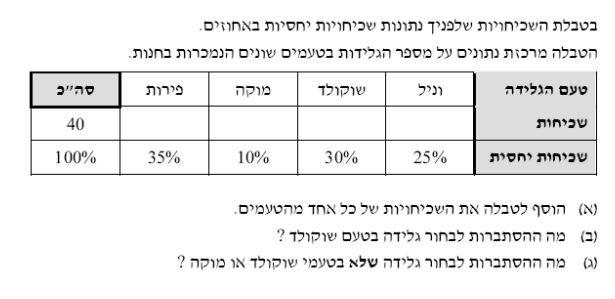 בטבלת השכיחויות שלפניך נתונות שכיחויות יחסיות באחוזים.
הטבלה מרכזת נתונים על מספר הגלידות בטעמים שונים הנמכרות בחנות.
טעם הגלידה וניל שוקולד מוקה פירות סה״כ
שכיחות 40
שכיחות יחסית 25% 30% 10% 35% 100%
(א) הוסף לטבלה את השכיחויות של כל אחד מהטעמים.
(ב) מה ההסתברות לבחור גלידה בטעם שוקולד ?
(ג) מה ההסתברות לבחור גלידה שלא בטעמי שוקולד או מוקה ?